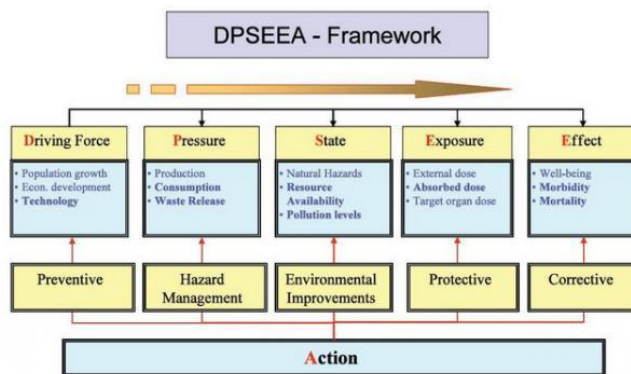 DPSEEA - Framework
Driving Force
Pressure
State
Exposure
Effect
• Population growth
• Econ. development
• Technology
• Production
• Consumption
• Waste Release
• Natural Hazards
• Resource
Availability
• Pollution levels
• External dose
• Absorbed dose
• Target organ dose
• Well-being
• Morbidity
• Mortality
Preventive
Hazard
Management
Environmental
Improvements
Protective
Corrective
Action